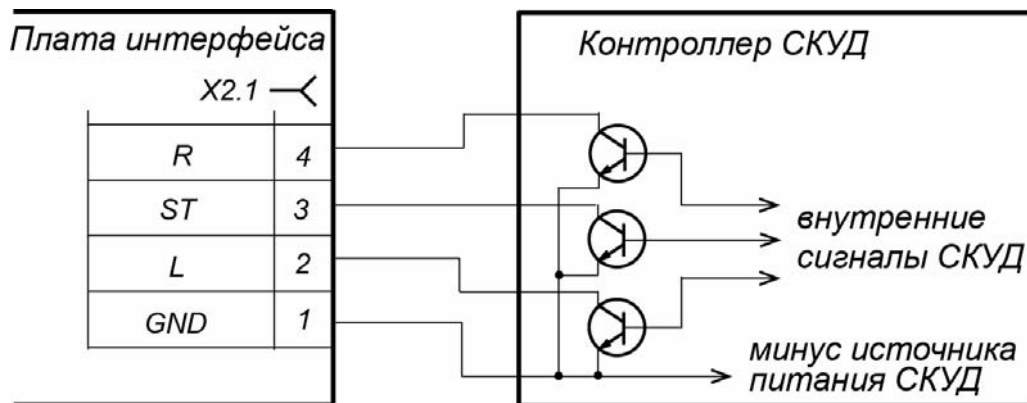 Плата интерфейса
X2.1
R 4
ST 3
L 2
GND 1
Контроллер СКУД
внутренние
сигналы СКУД
минус источника
питания СКУД